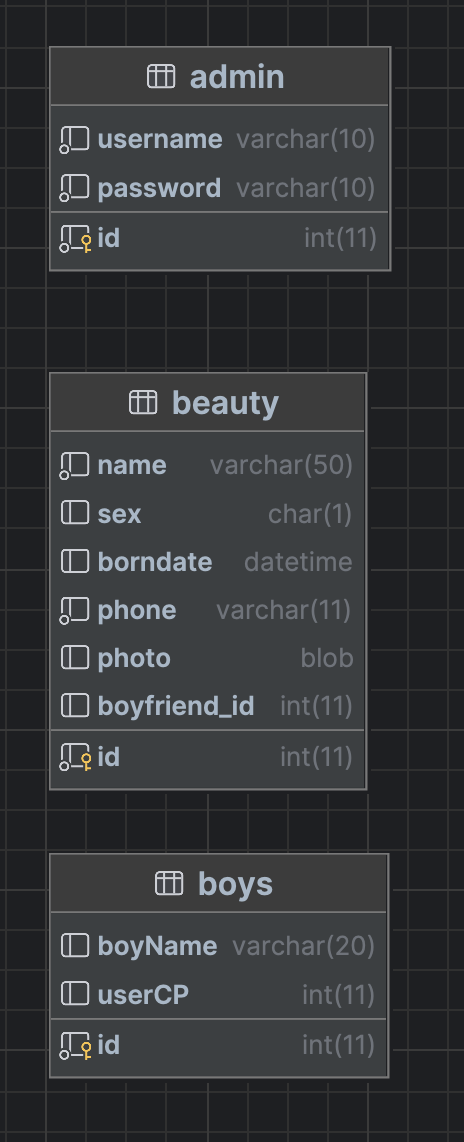 admin
username varchar(10)
password varchar(10)
id int(11)
beauty
name varchar(50)
sex char(1)
borndate datetime
phone varchar(11)
photo blob
boyfriend_id int(11)
id int(11)
boys
boyName varchar(20)
userCP int(11)
id int(11)